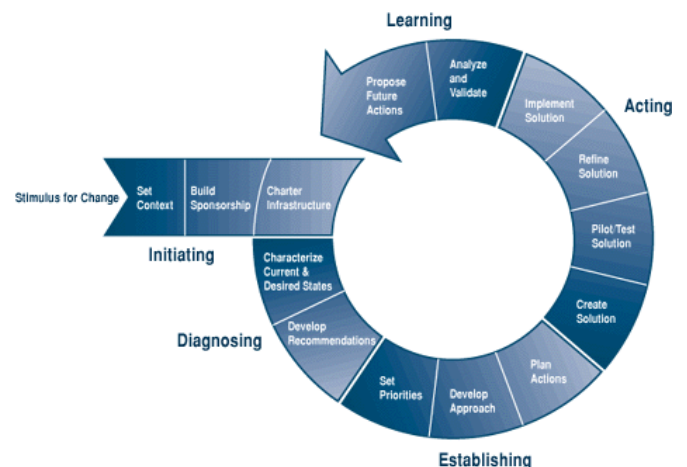 Learning
Analyze
and
Validate
Propose
Future
Actions
Implement
Solution
Acting
Refine
Solution
Stimulus for Change
Set
Context
Build
Sponsorship
Charter
Infrastructure
Pilot/Test
Solution
Initiating
Characterize
Current &
Desired States
Create
Solution
Diagnosing
Develop
Recommendations
Plan
Actions
Set
Priorities
Develop
Approach
Establishing